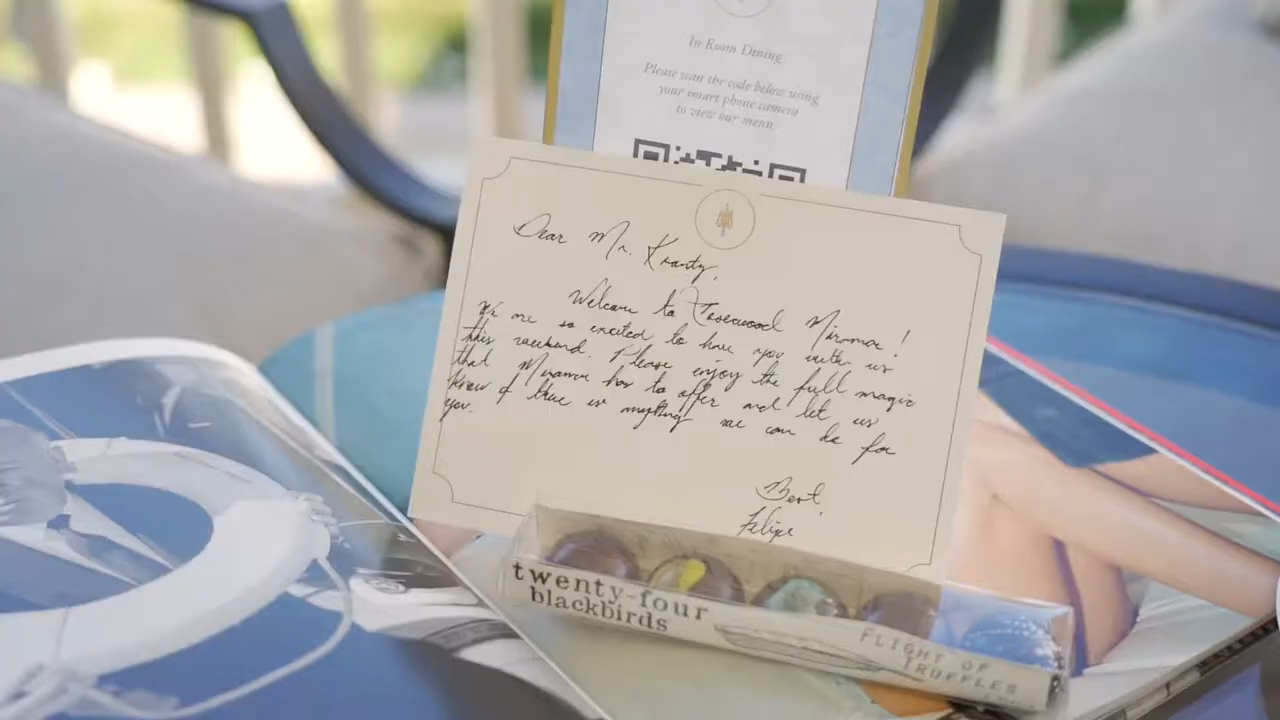 In Room Dining
Please scan the code below using
your smart phone camera
to view our menu.
Dear Mr. Krantz,
Welcome to Rosewood Miramar!
We are so excited to have you with us
this weekend. Please enjoy the full magic
that Miramar has to offer and let us
know if there is anything we can do for
you.
Best,
Felipe
twenty-four
blackbirds
FLIGHT OF
TRUFFLES